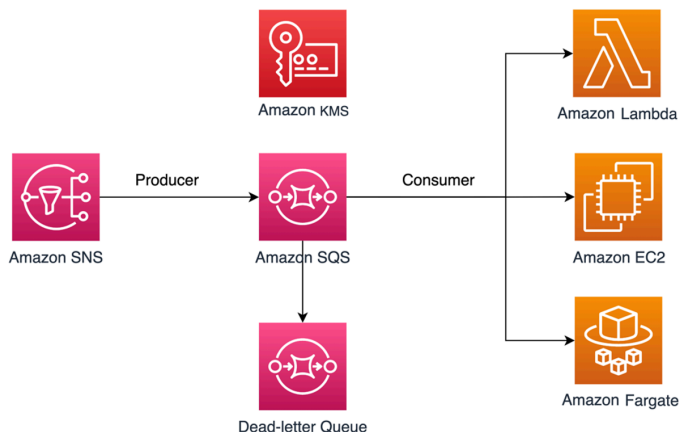 Amazon KMS
Amazon Lambda
Producer
Consumer
Amazon SNS
Amazon SQS
Amazon EC2
Amazon Fargate
Dead-letter Queue